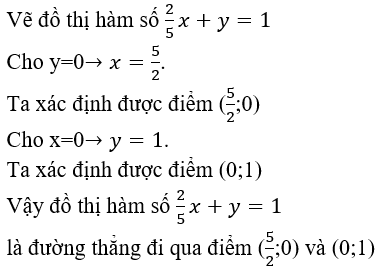 Vẽ đồ thị hàm số \frac{2}{5}x + y = 1
Cho y=0→ x = \frac{5}{2}.
Ta xác định được điểm (\frac{5}{2};0)
Cho x=0→ y = 1.
Ta xác định được điểm (0;1)
Vậy đồ thị hàm số \frac{2}{5}x + y = 1
là đường thẳng đi qua điểm (\frac{5}{2};0) và (0;1)